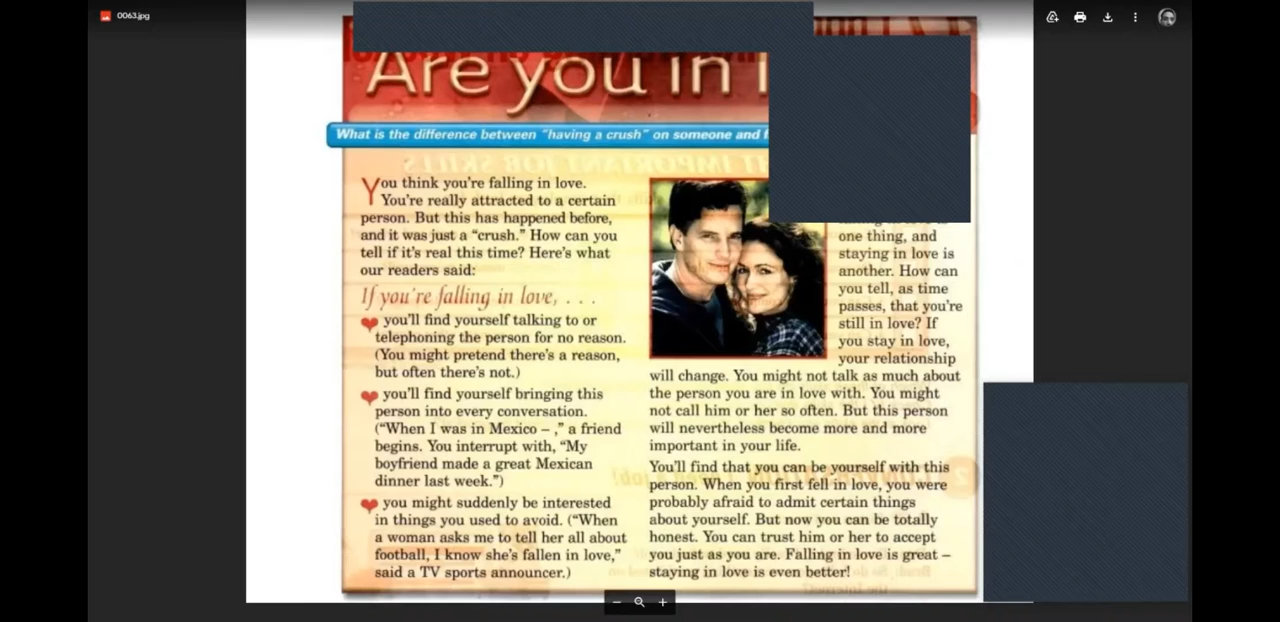 0063.jpg
Are you in
What is the difference between "having a crush" on someone and
You think you're falling in love.
You're really attracted to a certain
person. But this has happened before,
and it was just a "crush." How can you
tell if it's real this time? Here's what
our readers said:
If you're falling in love, . . .
you'll find yourself talking to or
telephoning the person for no reason.
(You might pretend there's a reason,
but often there's not.)
you'll find yourself bringing this
person into every conversation.
("When I was in Mexico – ," a friend
begins. You interrupt with, "My
boyfriend made a great Mexican
dinner last week.")
you might suddenly be interested
in things you used to avoid. ("When
a woman asks me to tell her all about
football, I know she's fallen in love,"
said a TV sports announcer.)
one thing, and
staying in love is
another. How can
you tell, as time
passes, that you're
still in love? If
you stay in love,
your relationship
will change. You might not talk as much about
the person you are in love with. You might
not call him or her so often. But this person
will nevertheless become more and more
important in your life.
You'll find that you can be yourself with this
person. When you first fell in love, you were
probably afraid to admit certain things
about yourself. But now you can be totally
honest. You can trust him or her to accept
you just as you are. Falling in love is great –
staying in love is even better!